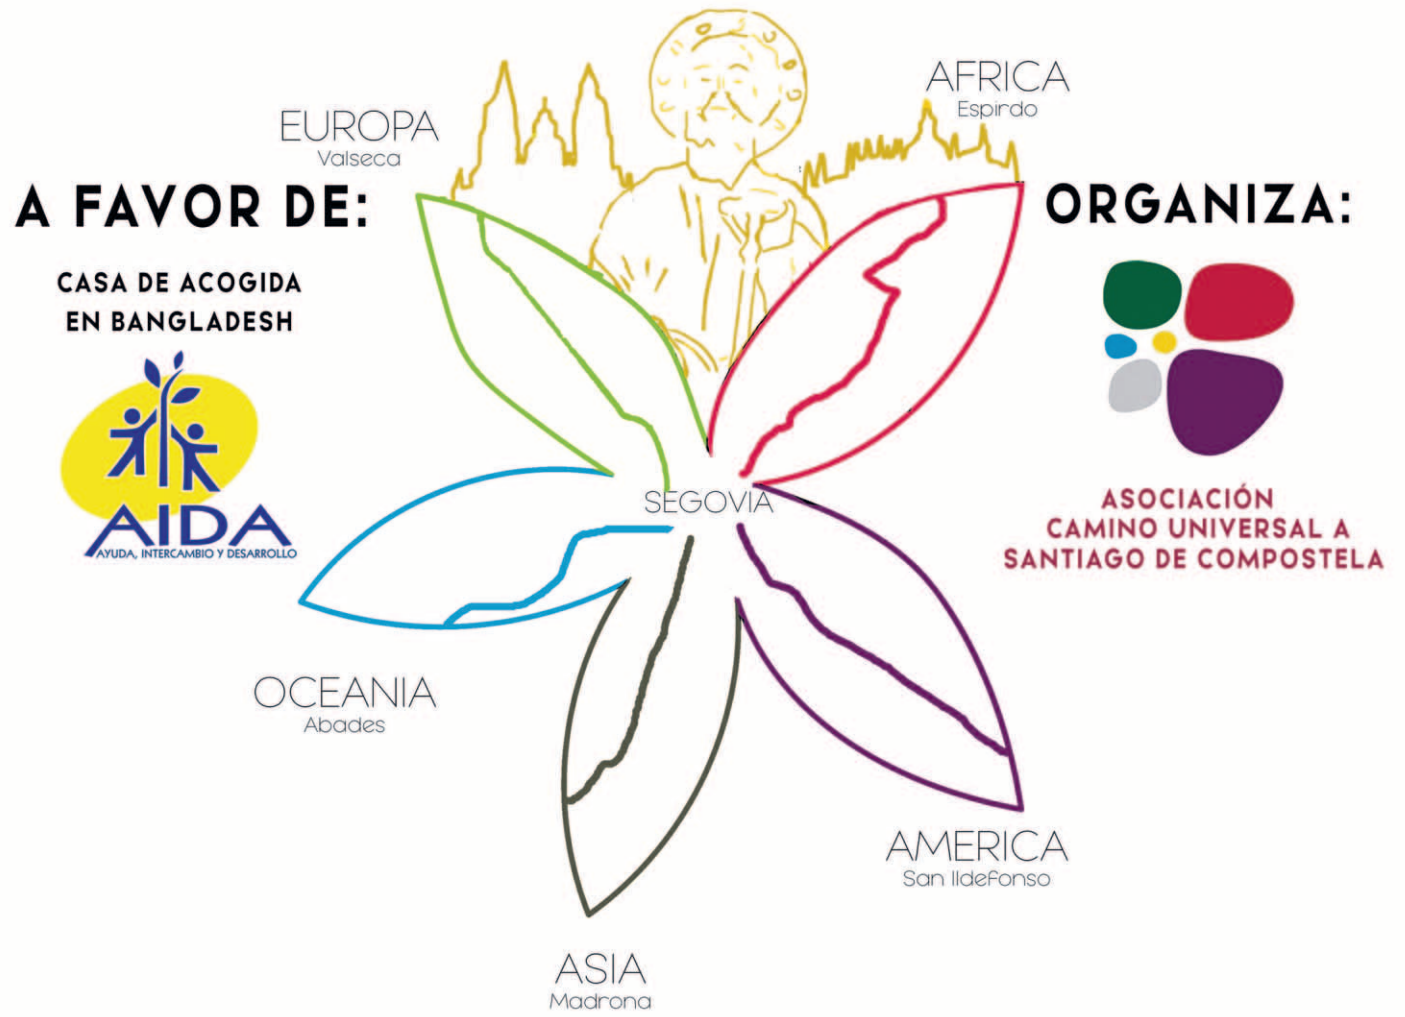 AFRICA
Espirdo
EUROPA
Valseca
A FAVOR DE:
CASA DE ACOGIDA
EN BANGLADESH
AIDA
AYUDA, INTERCAMBIO Y DESARROLLO
ORGANIZA:
ASOCIACIÓN
CAMINO UNIVERSAL A
SANTIAGO DE COMPOSTELA
SEGOVIA
OCEANIA
Abades
AMERICA
San Ildefonso
ASIA
Madrona